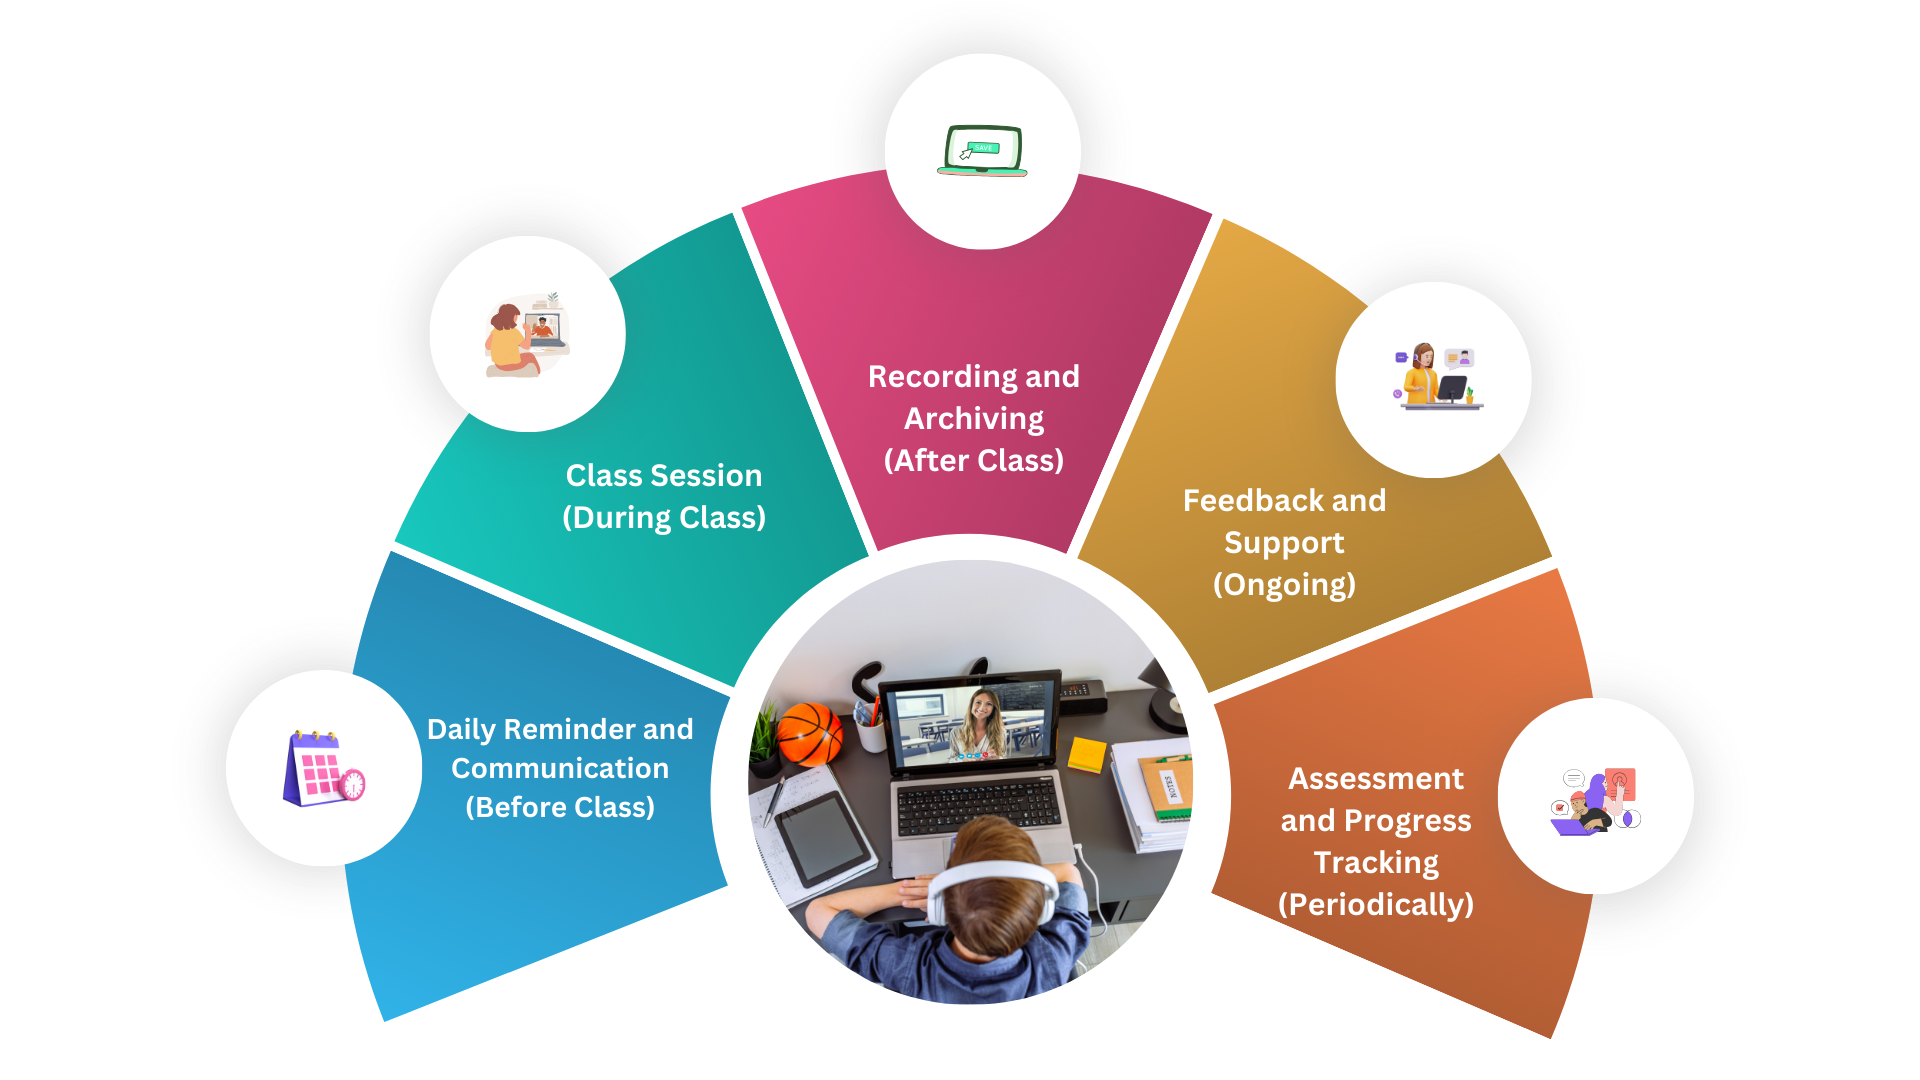 Daily Reminder and
Communication
(Before Class)
Class Session
(During Class)
Recording and
Archiving
(After Class)
SAVE
Feedback and
Support
(Ongoing)
Assessment
and Progress
Tracking
(Periodically)
NOTES